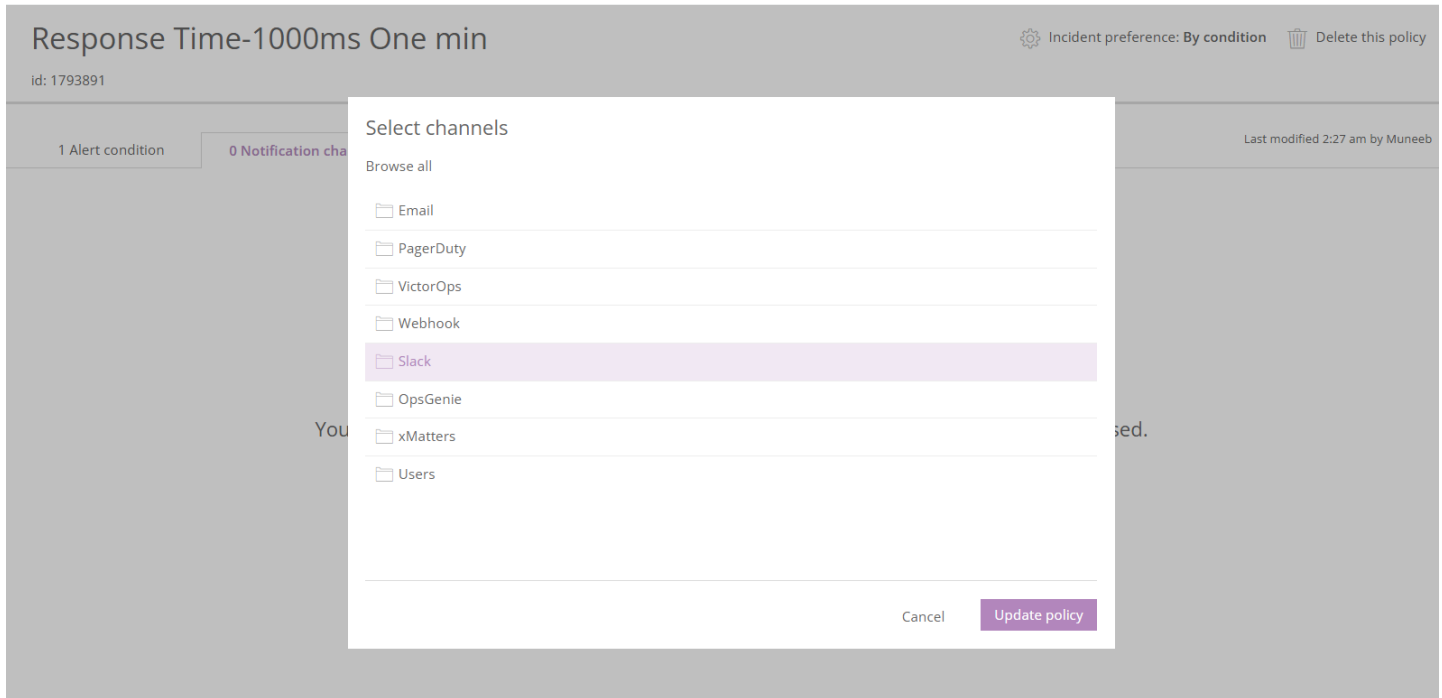 Response Time-1000ms One min
Incident preference: By condition
Delete this policy
id: 1793891
1 Alert condition
0 Notification cha
Last modified 2:27 am by Muneeb
Select channels
Browse all
Email
PagerDuty
VictorOps
Webhook
Slack
OpsGenie
xMatters
Users
You
sed.
Cancel
Update policy